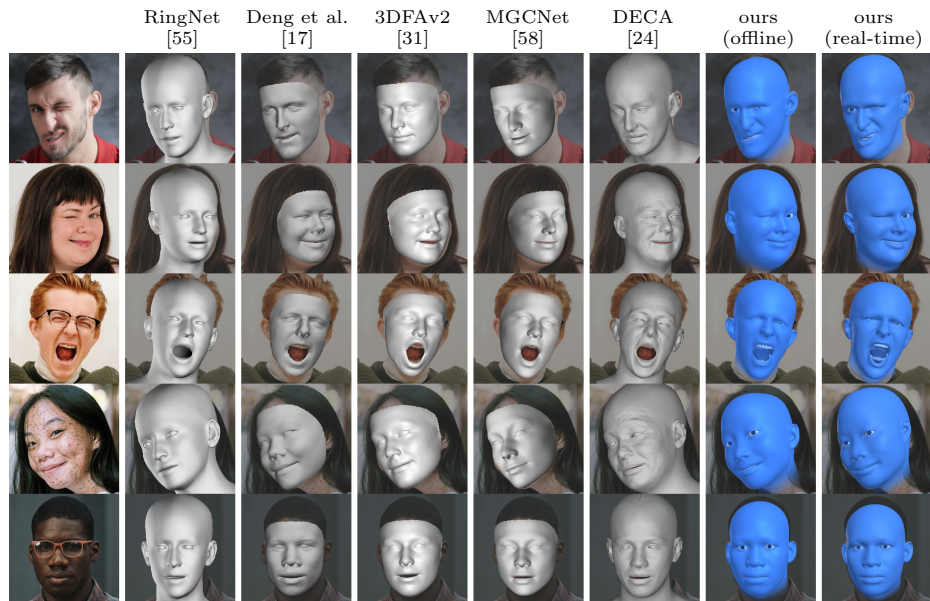 RingNet Deng et al. 3DFAv2 MGCNet DECA ours ours
[55] [17] [31] [58] [24] (offline) (real-time)